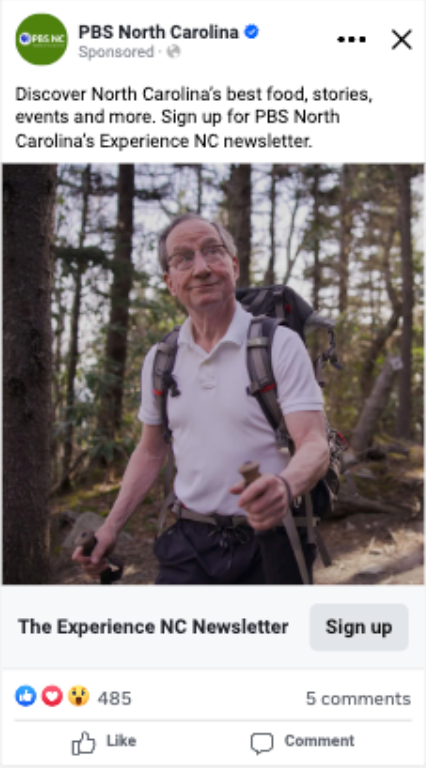 PBS NC
PBS North Carolina
Sponsored ·
Discover North Carolina's best food, stories,
events and more. Sign up for PBS North
Carolina's Experience NC newsletter.
The Experience NC Newsletter
Sign up
485
5 comments
Like
Comment